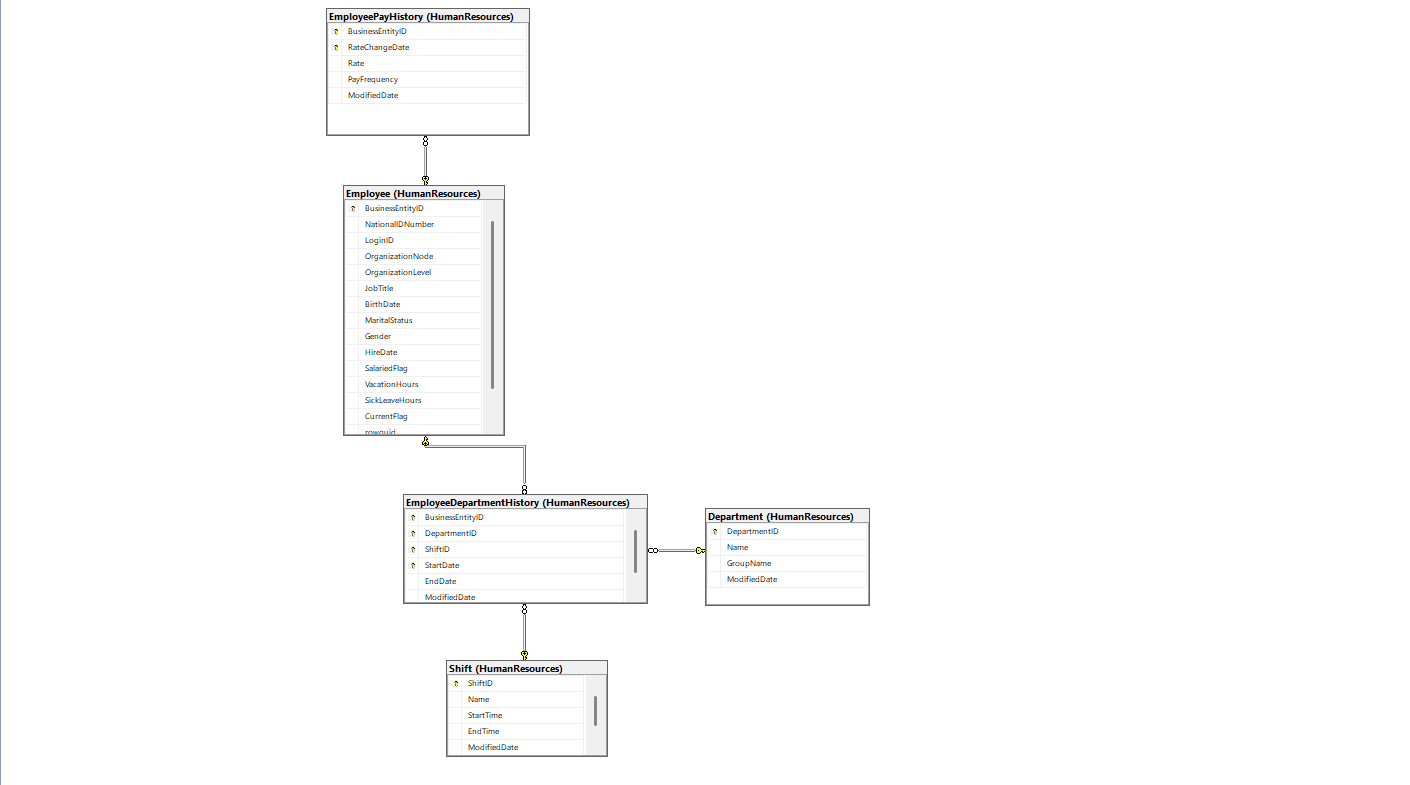 EmployeePayHistory (HumanResources)
BusinessEntityID
RateChangeDate
Rate
PayFrequency
ModifiedDate
Employee (HumanResources)
BusinessEntityID
NationalIDNumber
LoginID
OrganizationNode
OrganizationLevel
JobTitle
BirthDate
MaritalStatus
Gender
HireDate
SalariedFlag
VacationHours
SickLeaveHours
CurrentFlag
rowguid
EmployeeDepartmentHistory (HumanResources)
BusinessEntityID
DepartmentID
ShiftID
StartDate
EndDate
ModifiedDate
Department (HumanResources)
DepartmentID
Name
GroupName
ModifiedDate
Shift (HumanResources)
ShiftID
Name
StartTime
EndTime
ModifiedDate